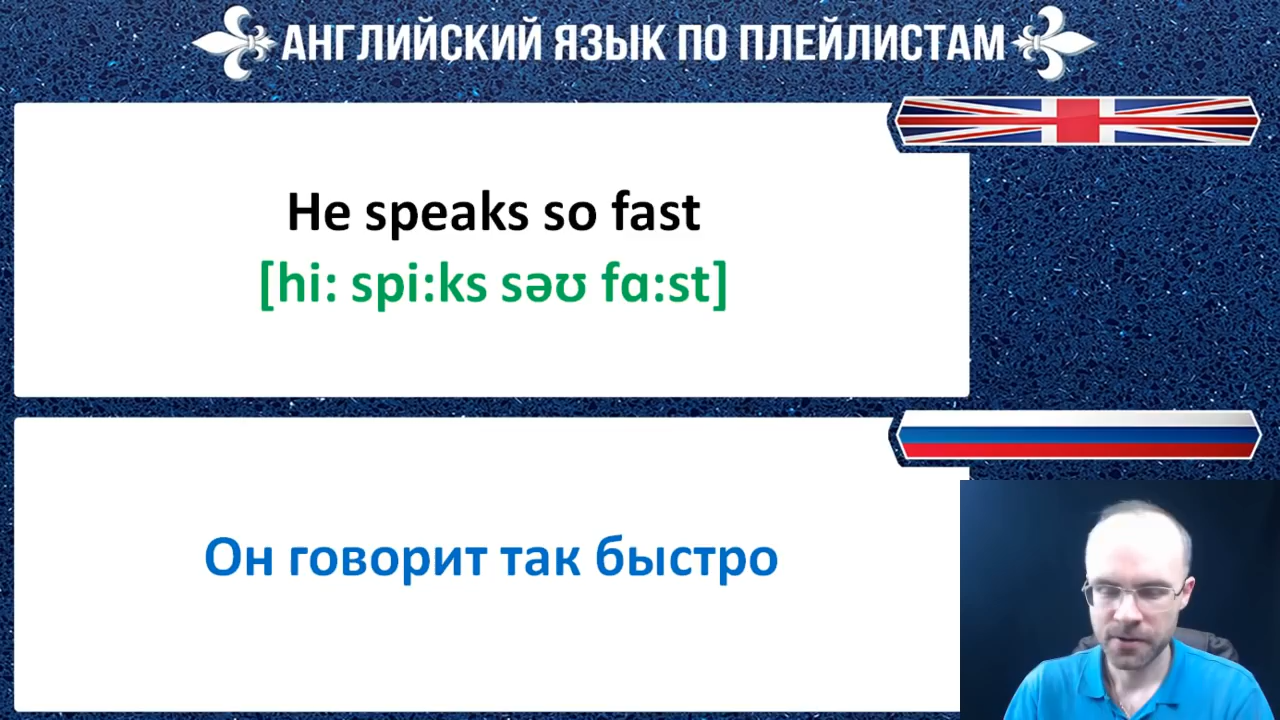 АНГЛИЙСКИЙ ЯЗЫК ПО ПЛЕЙЛИСТАМ
He speaks so fast
[hi: spi:ks səʊ fɑ:st]
Он говорит так быстро